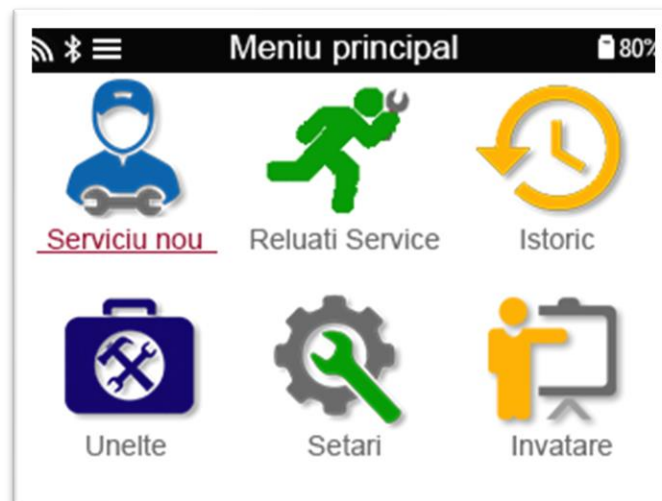 Meniu principal 80%
Serviciu nou Reluati Service Istoric
Unelte Setari Invatare